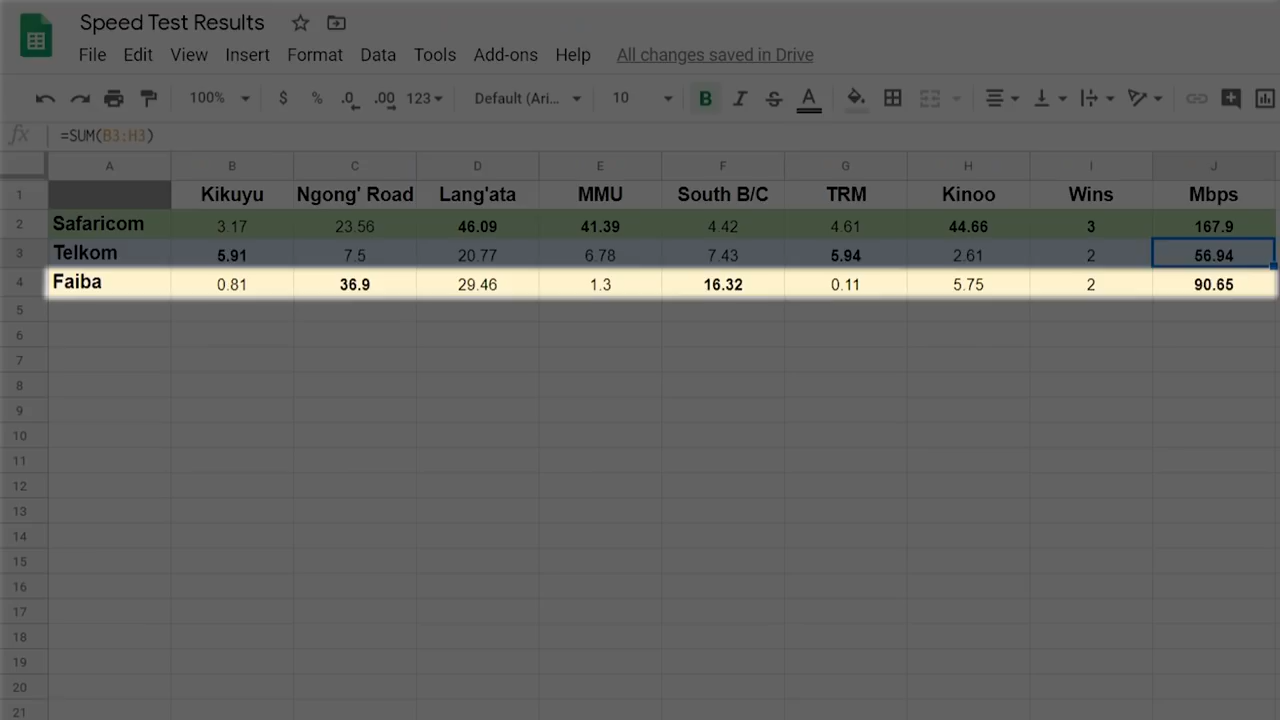 Speed Test Results
File Edit View Insert Format Data Tools Add-ons Help All changes saved in Drive
100% $ % .0 .00 123 Default (Ari... 10 B I S A
fx =SUM(B3:H3)
A B C D E F G H I J
1 Kikuyu Ngong' Road Lang'ata MMU South B/C TRM Kinoo Wins Mbps
2 Safaricom 3.17 23.56 46.09 41.39 4.42 4.61 44.66 3 167.9
3 Telkom 5.91 7.5 20.77 6.78 7.43 5.94 2.61 2 56.94
4 Faiba 0.81 36.9 29.46 1.3 16.32 0.11 5.75 2 90.65
5
6
7
8
9
10
11
12
13
14
15
16
17
18
19
20
21